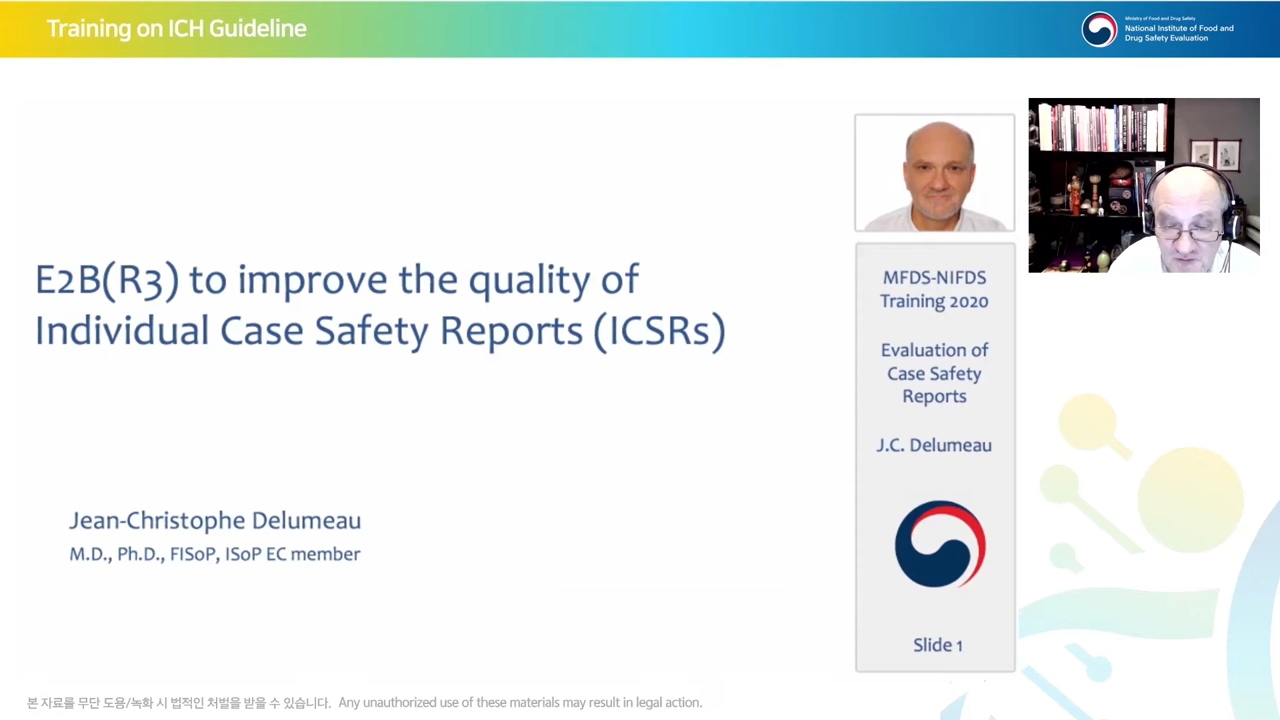 Training on ICH Guideline
Ministry of Food and Drug Safety
National Institute of Food and
Drug Safety Evaluation
E2B(R3) to improve the quality of
Individual Case Safety Reports (ICSRs)
Jean-Christophe Delumeau
M.D., Ph.D., FISoP, ISoP EC member
MFDS-NIFDS
Training 2020
Evaluation of
Case Safety
Reports
J.C. Delumeau
Slide 1
본 자료를 무단 도용/녹화 시 법적인 처벌을 받을 수 있습니다. Any unauthorized use of these materials may result in legal action.